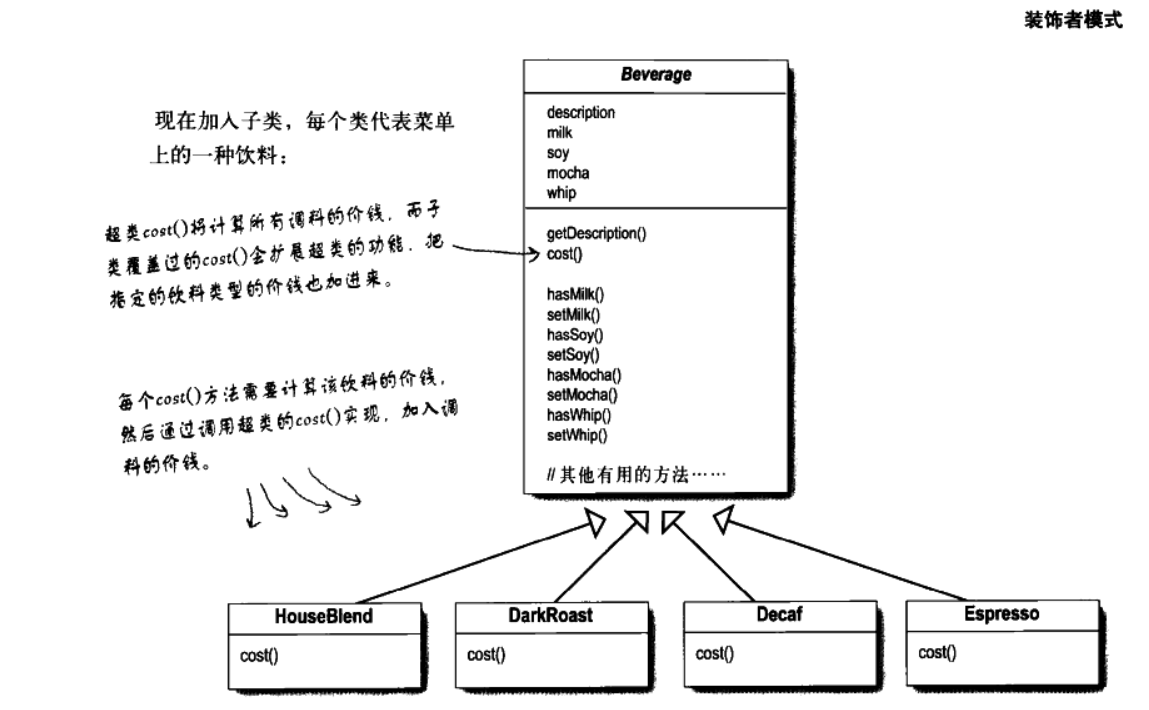 装饰者模式
现在加入子类，每个类代表菜单
上的一种饮料：
超类cost()将计算所有调料的价钱，而子
类覆盖过的cost()会扩展超类的功能，把
指定的饮料类型的价钱也加进来。
每个cost()方法需要计算该饮料的价钱，
然后通过调用超类的cost()实现，加入调
料的价钱。
Beverage
description
milk
soy
mocha
whip
getDescription()
cost()
hasMilk()
setMilk()
hasSoy()
setSoy()
hasMocha()
setMocha()
hasWhip()
setWhip()
// 其他有用的方法……
HouseBlend
cost()
DarkRoast
cost()
Decaf
cost()
Espresso
cost()